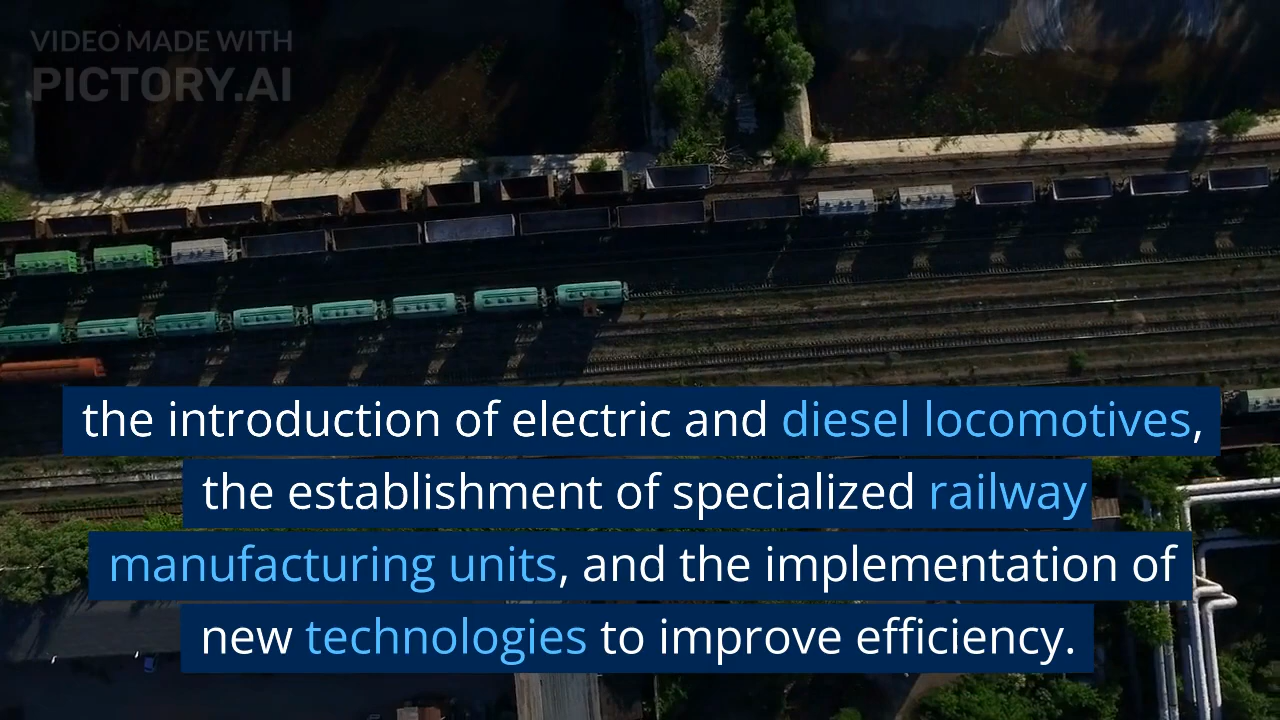 VIDEO MADE WITH
PICTORY.AI
the introduction of electric and diesel locomotives,
the establishment of specialized railway
manufacturing units, and the implementation of
new technologies to improve efficiency.